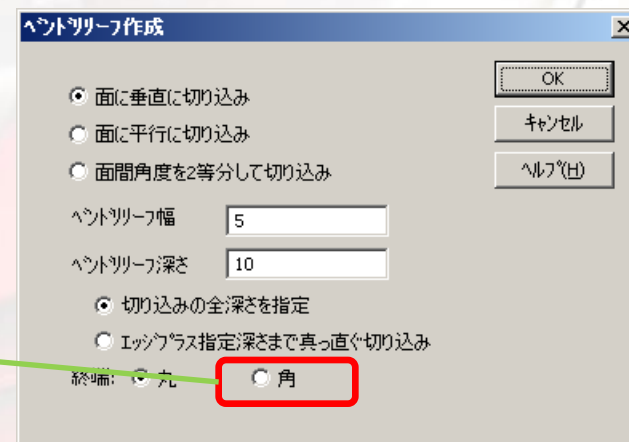 ベンドリリーフ作成
面に垂直に切り込み
OK
面に平行に切り込み
キャンセル
面間角度を2等分して切り込み
ヘルプ(H)
ベンドリリーフ幅 5
ベンドリリーフ深さ 10
切り込みの全深さを指定
エッジプラス指定深さまで真っ直ぐ切り込み
終端: 丸 角